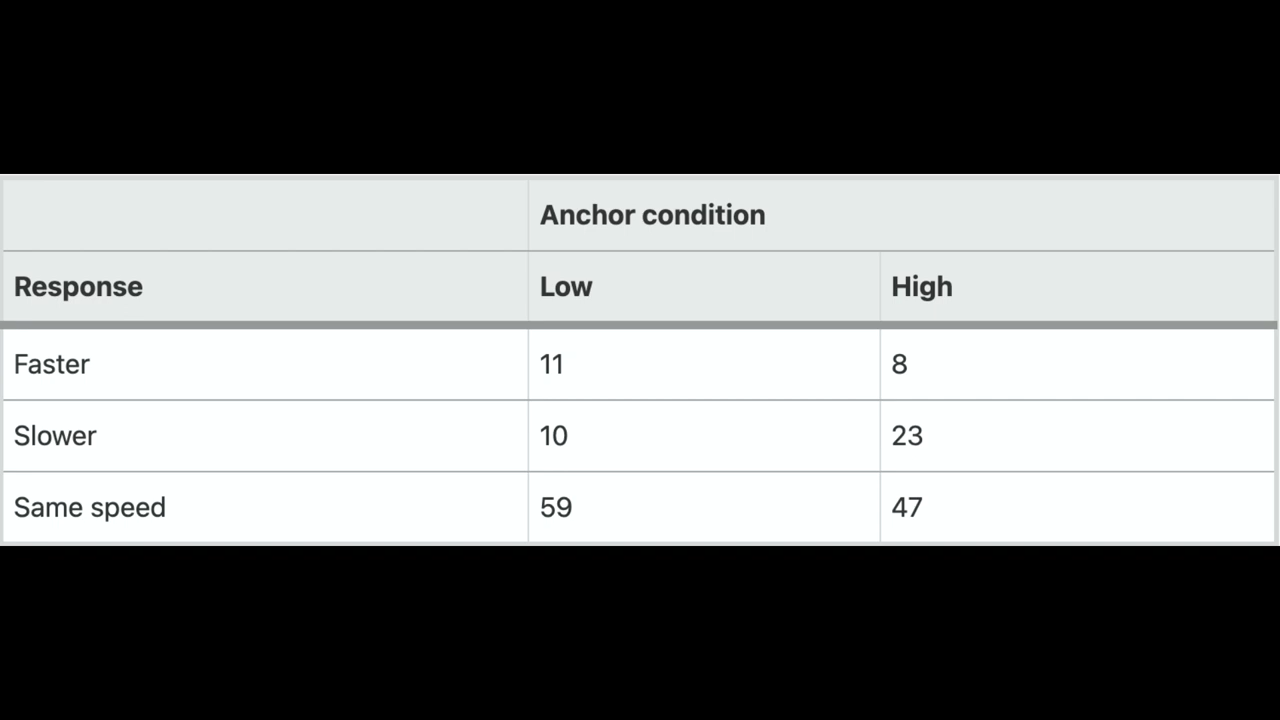 Anchor condition
Response Low High
Faster 11 8
Slower 10 23
Same speed 59 47